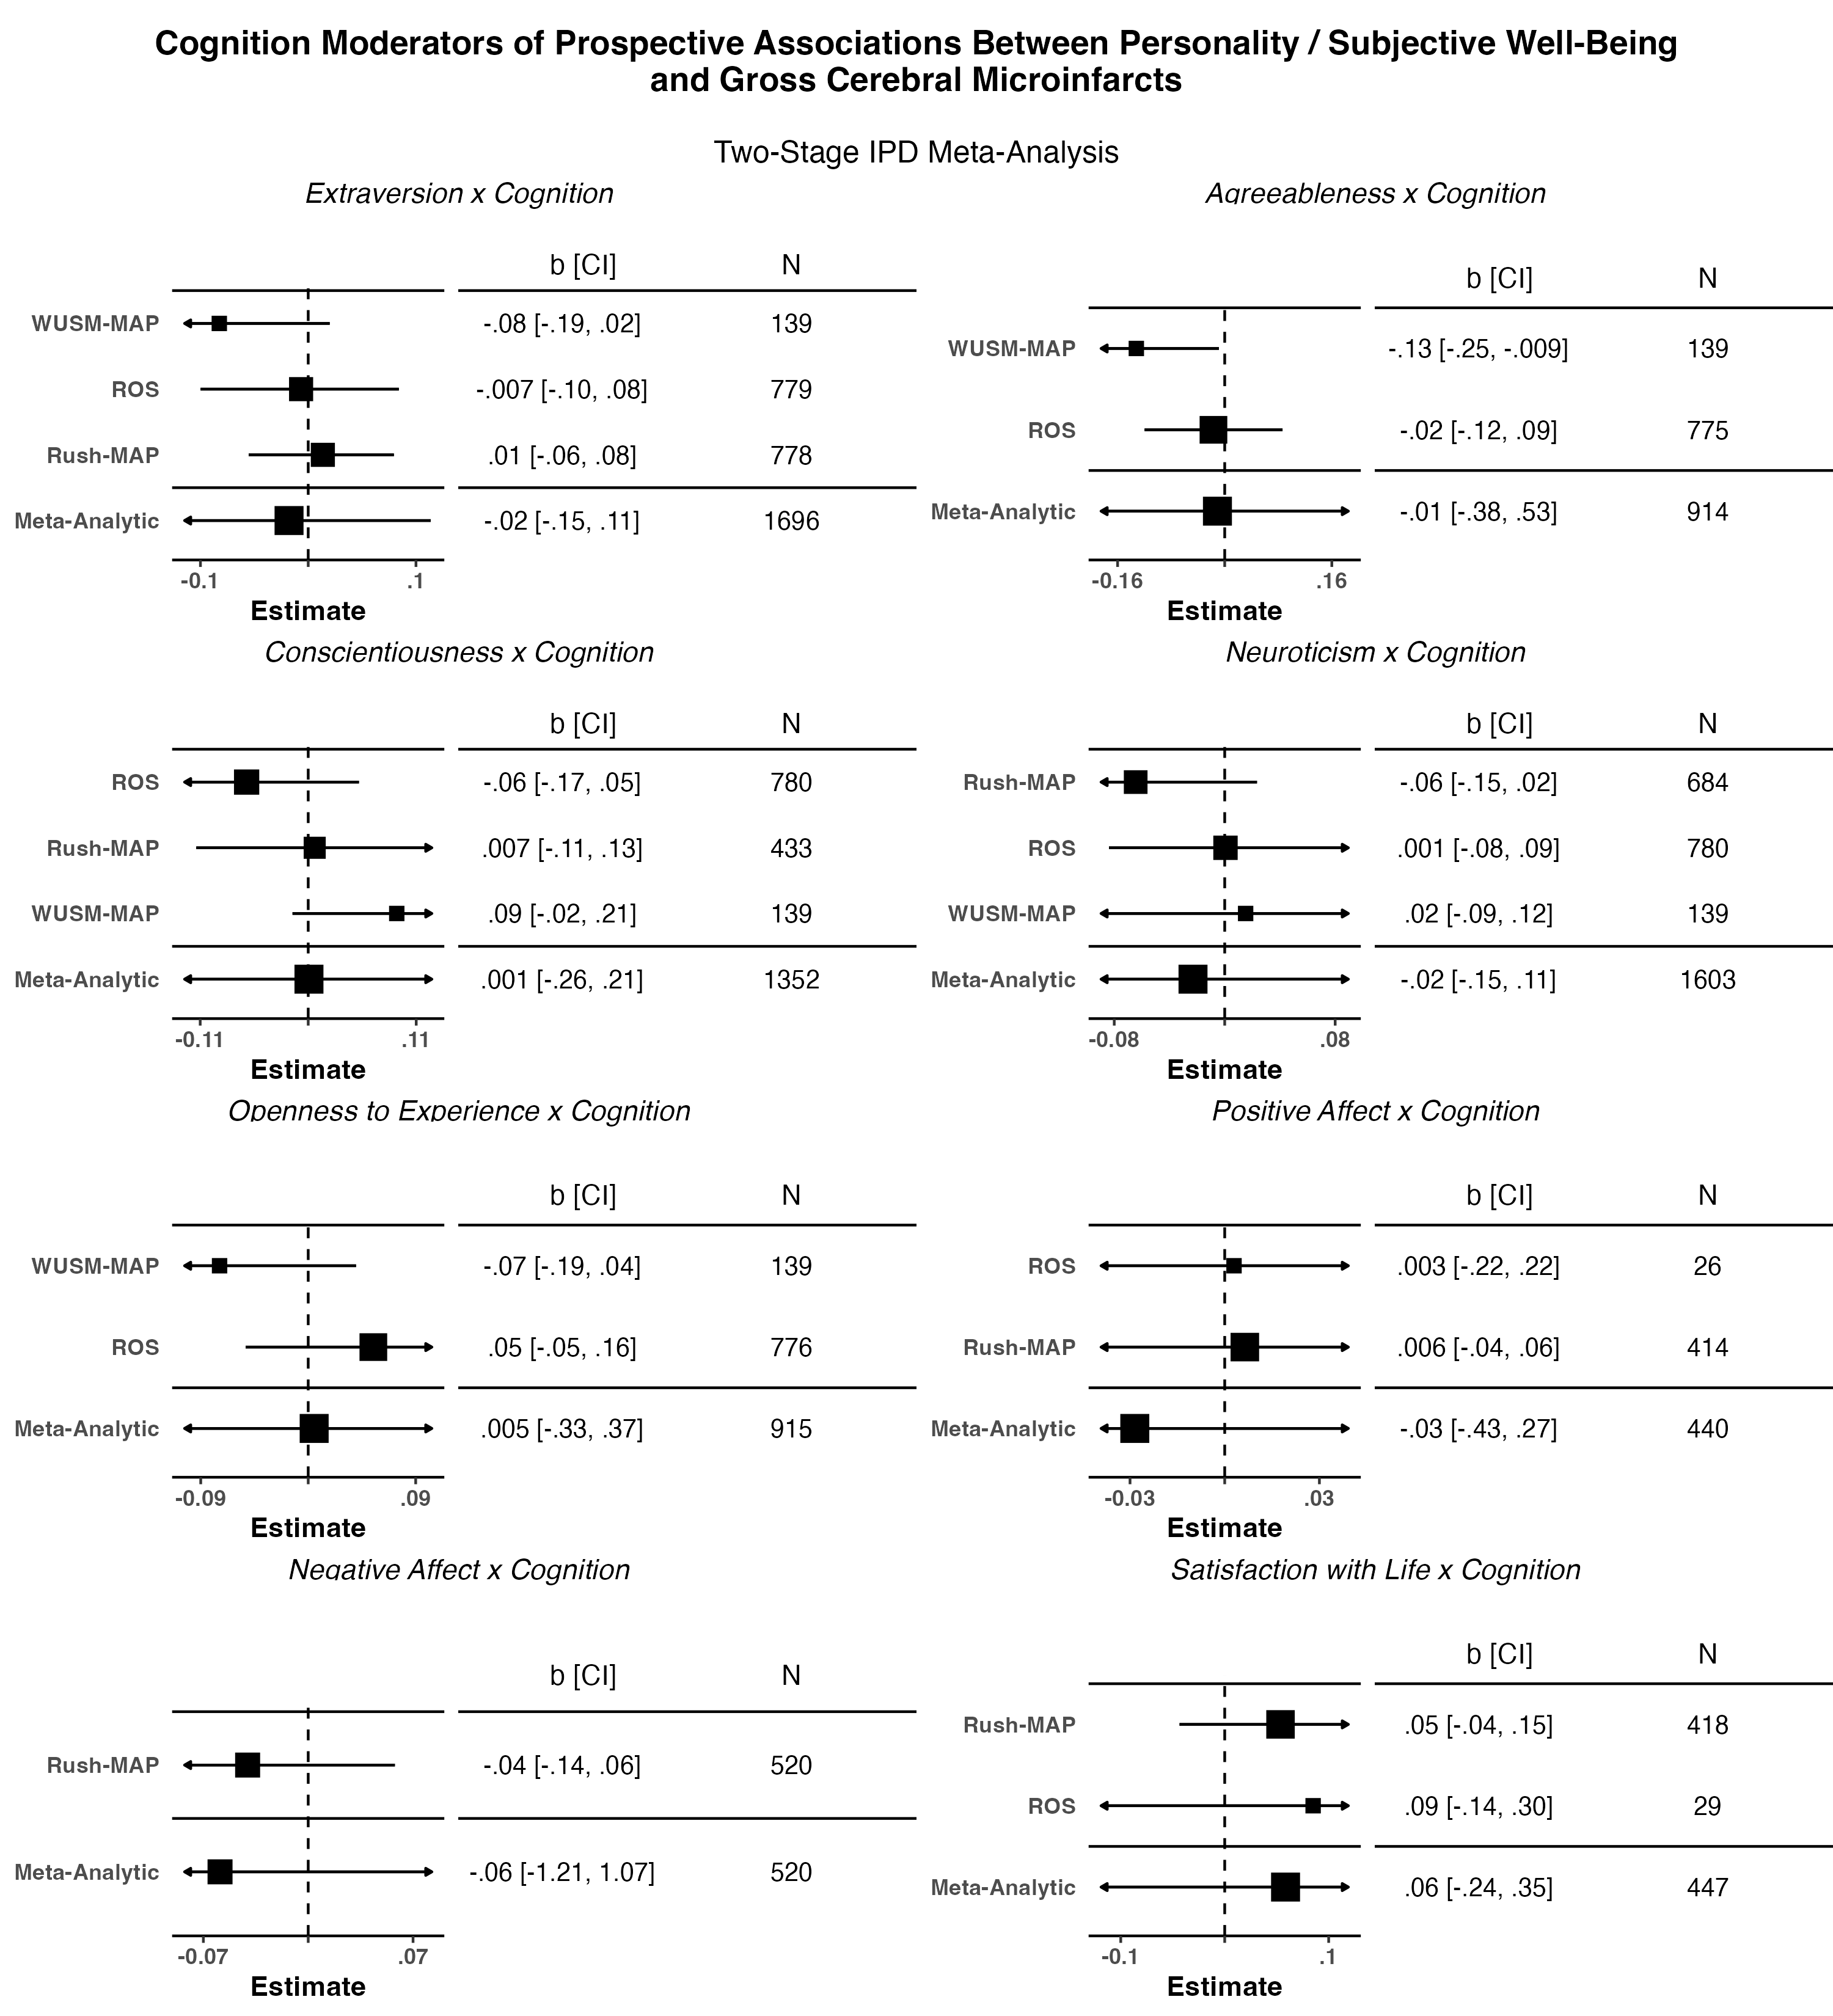 Cognition Moderators of Prospective Associations Between Personality / Subjective Well-Being
and Gross Cerebral Microinfarcts
Two-Stage IPD Meta-Analysis
Extraversion x Cognition
b [CI] N
WUSM-MAP -.08 [-.19, .02] 139
ROS -.007 [-.10, .08] 779
Rush-MAP .01 [-.06, .08] 778
Meta-Analytic -.02 [-.15, .11] 1696
-0.1 .1
Estimate
Agreeableness x Cognition
b [CI] N
WUSM-MAP -.13 [-.25, -.009] 139
ROS -.02 [-.12, .09] 775
Meta-Analytic -.01 [-.38, .53] 914
-0.16 .16
Estimate
Conscientiousness x Cognition
b [CI] N
ROS -.06 [-.17, .05] 780
Rush-MAP .007 [-.11, .13] 433
WUSM-MAP .09 [-.02, .21] 139
Meta-Analytic .001 [-.26, .21] 1352
-0.11 .11
Estimate
Neuroticism x Cognition
b [CI] N
Rush-MAP -.06 [-.15, .02] 684
ROS .001 [-.08, .09] 780
WUSM-MAP .02 [-.09, .12] 139
Meta-Analytic -.02 [-.15, .11] 1603
-0.08 .08
Estimate
Openness to Experience x Cognition
b [CI] N
WUSM-MAP -.07 [-.19, .04] 139
ROS .05 [-.05, .16] 776
Meta-Analytic .005 [-.33, .37] 915
-0.09 .09
Estimate
Positive Affect x Cognition
b [CI] N
ROS .003 [-.22, .22] 26
Rush-MAP .006 [-.04, .06] 414
Meta-Analytic -.03 [-.43, .27] 440
-0.03 .03
Estimate
Negative Affect x Cognition
b [CI] N
Rush-MAP -.04 [-.14, .06] 520
Meta-Analytic -.06 [-1.21, 1.07] 520
-0.07 .07
Estimate
Satisfaction with Life x Cognition
b [CI] N
Rush-MAP .05 [-.04, .15] 418
ROS .09 [-.14, .30] 29
Meta-Analytic .06 [-.24, .35] 447
-0.1 .1
Estimate